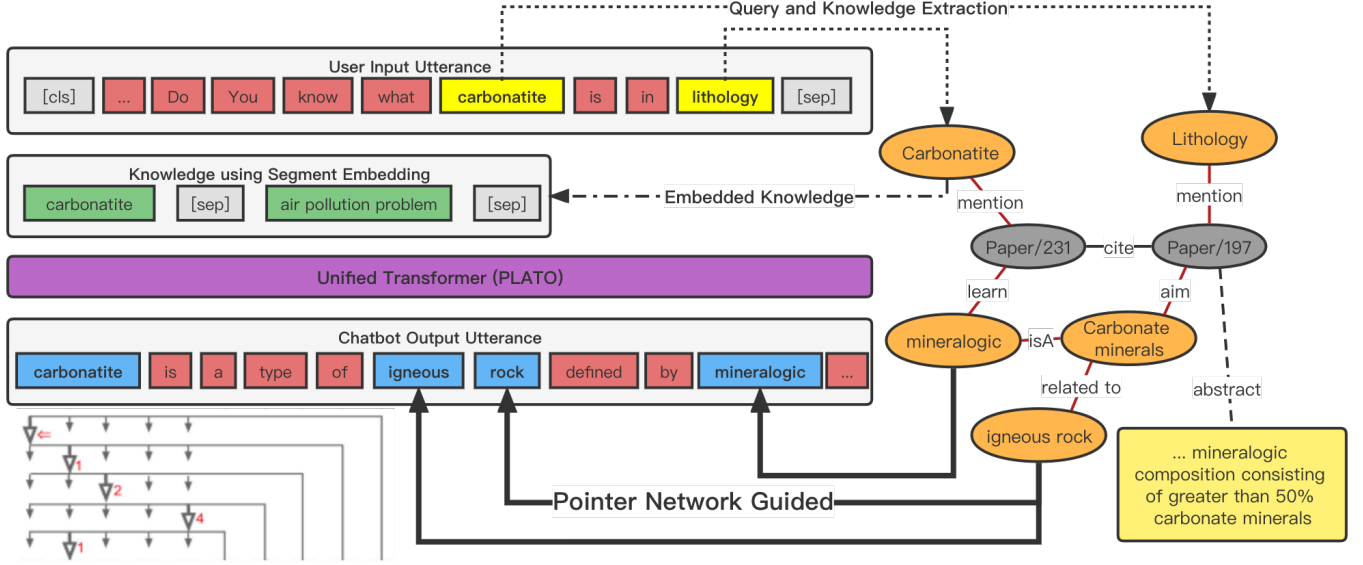 Query and Knowledge Extraction
User Input Utterance
[cls] ... Do You know what carbonatite is in lithology [sep]
Knowledge using Segment Embedding
carbonatite [sep] air pollution problem [sep]
Embedded Knowledge
Unified Transformer (PLATO)
Chatbot Output Utterance
carbonatite is a type of igneous rock defined by mineralogic ...
⇐
1
2
4
1
Pointer Network Guided
Carbonatite
Lithology
mention
mention
Paper/231
cite
Paper/197
learn
aim
mineralogic
isA
Carbonate
minerals
related to
abstract
igneous rock
... mineralogic
composition consisting
of greater than 50%
carbonate minerals